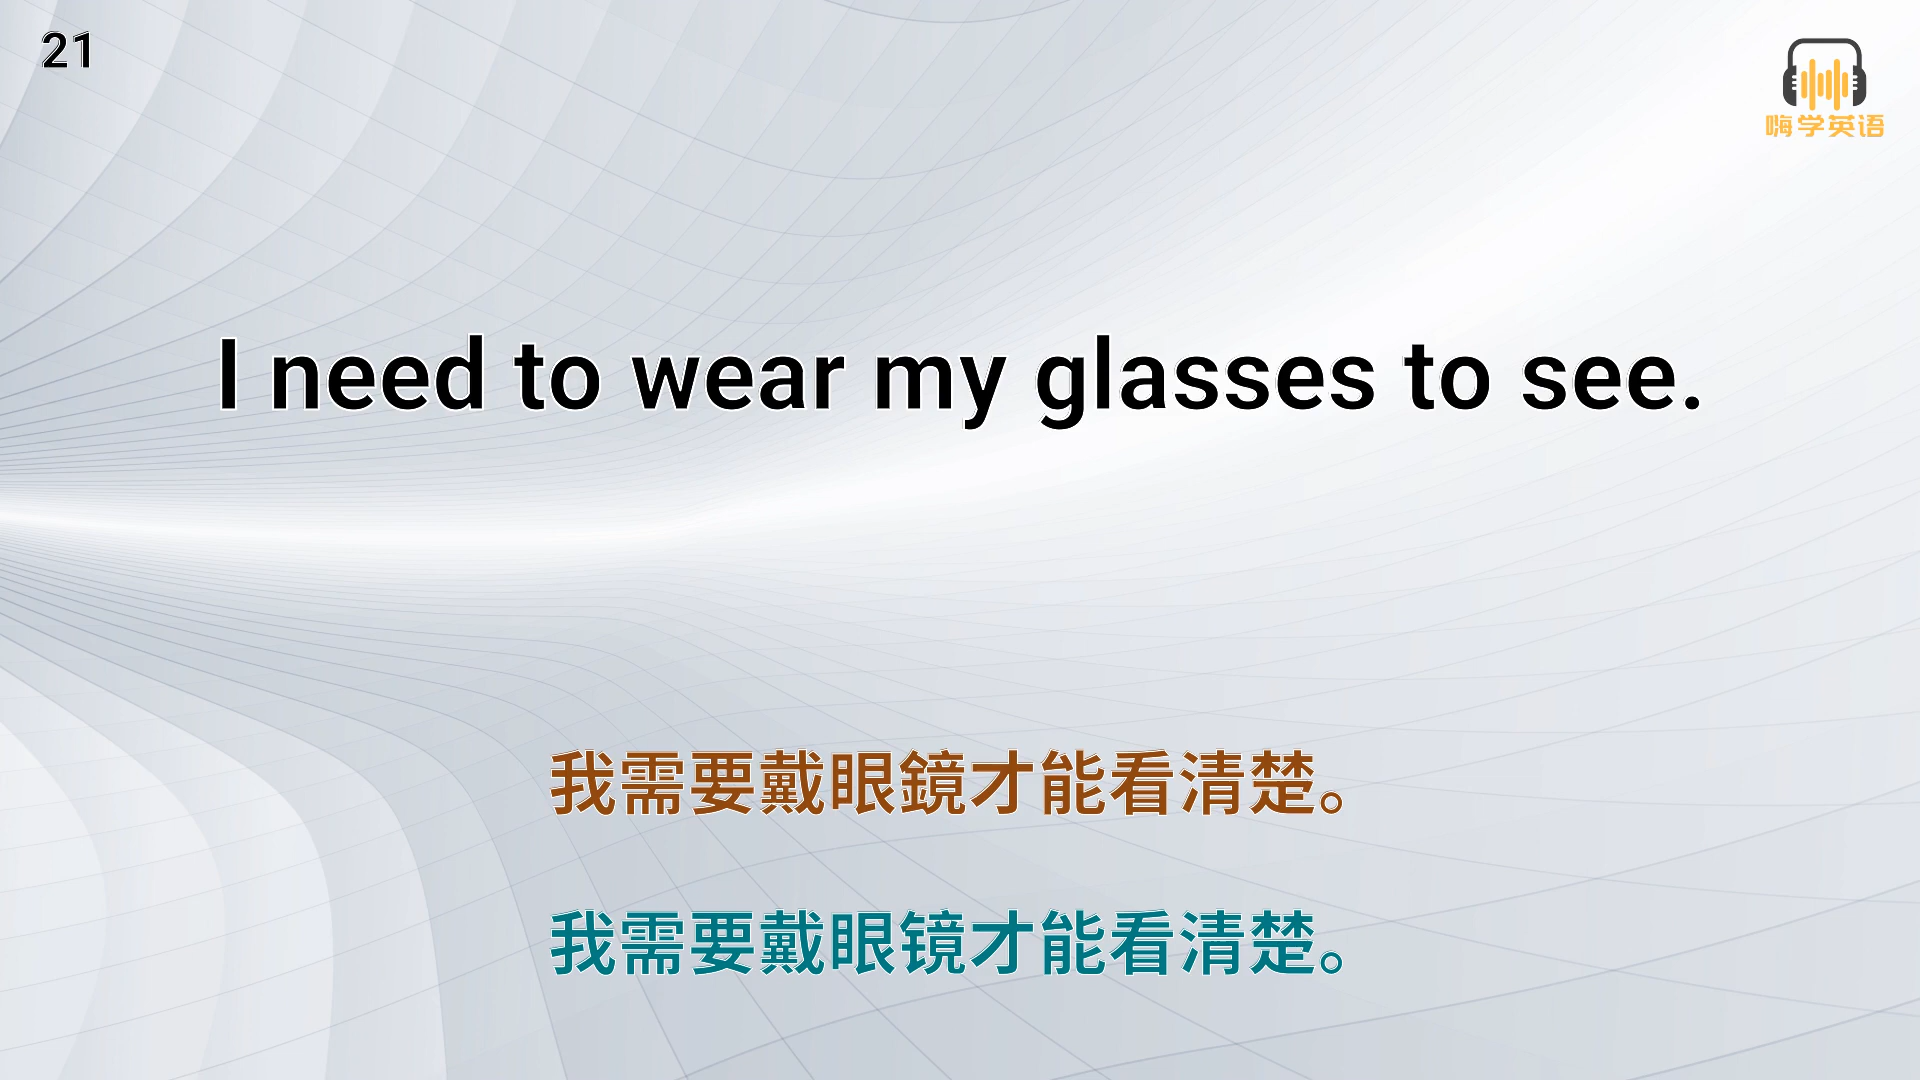 21
嗨学英语
I need to wear my glasses to see.
我需要戴眼鏡才能看清楚。
我需要戴眼镜才能看清楚。